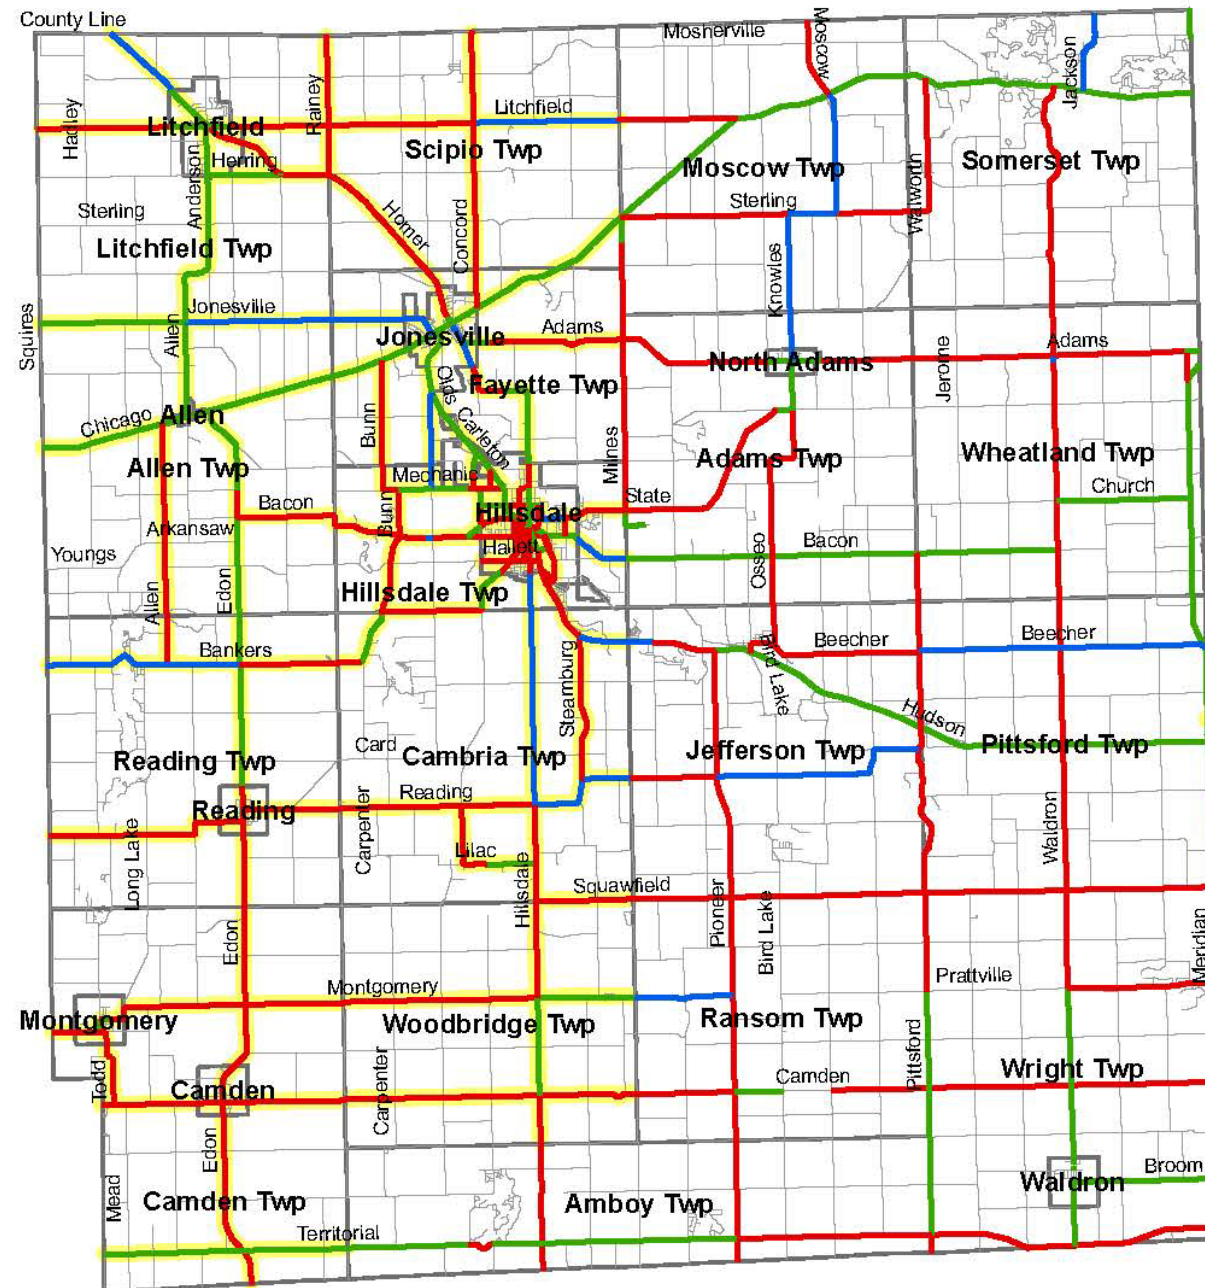 County Line
Mosherville
Moscow
Jackson
Hadley
Rainey
Litchfield
Litchfield
Scipio Twp
Moscow Twp
Somerset Twp
Herring
Anderson
Sterling
Homer
Concord
Sterling
Walworth
Litchfield Twp
Knowles
Squires
Jonesville
Allen
Jonesville
Adams
North Adams
Jerome
Adams
Fayette Twp
Olds
Carleton
Chicago
Allen
Bunn
Milnes
Allen Twp
Adams Twp
Wheatland Twp
Mechanic
Church
Bacon
Bunn
Hillsdale
State
Arkansaw
Youngs
Hallett
Bacon
Osseo
Allen
Edon
Hillsdale Twp
Bankers
Steamburg
Bird Lake
Beecher
Beecher
Hudson
Card
Reading Twp
Cambria Twp
Jefferson Twp
Pittsford Twp
Reading
Reading
Carpenter
Long Lake
Lilac
Waldron
Hillsdale
Squawfield
Pioneer
Bird Lake
Edon
Meridian
Montgomery
Prattville
Montgomery
Woodbridge Twp
Ransom Twp
Pittsford
Todd
Camden
Carpenter
Camden
Wright Twp
Edon
Mead
Camden Twp
Amboy Twp
Waldron
Broom
Territorial